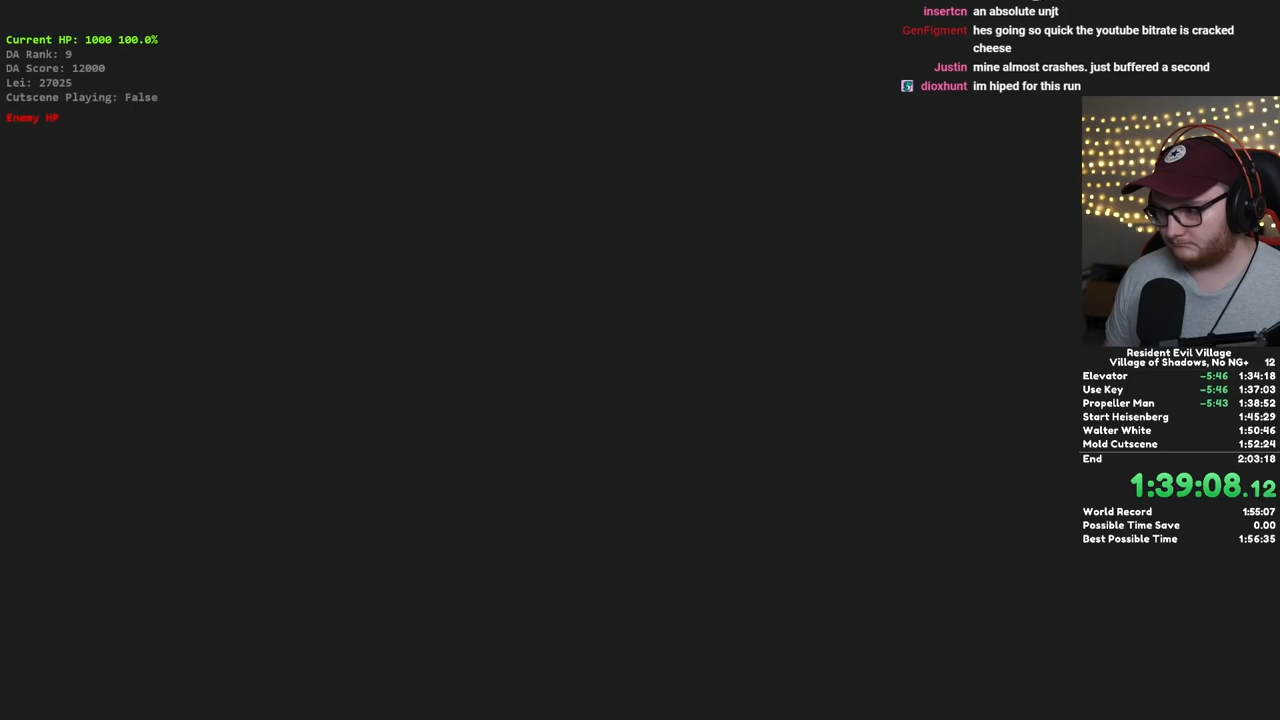 insertcn an absolute unjt
GenFigment hes going so quick the youtube bitrate is cracked
cheese
Justin mine almost crashes. just buffered a second
dioxhunt im hiped for this run
Current HP: 1000 100.0%
DA Rank: 9
DA Score: 12000
Lei: 27025
Cutscene Playing: False
Enemy HP
Resident Evil Village
Village of Shadows, No NG+ 12
Elevator -5:46 1:34:18
Use Key -5:46 1:37:03
Propeller Man -5:43 1:38:52
Start Heisenberg 1:45:29
Walter White 1:50:46
Mold Cutscene 1:52:24
End 2:03:18
1:39:08.12
World Record 1:55:07
Possible Time Save 0.00
Best Possible Time 1:56:35